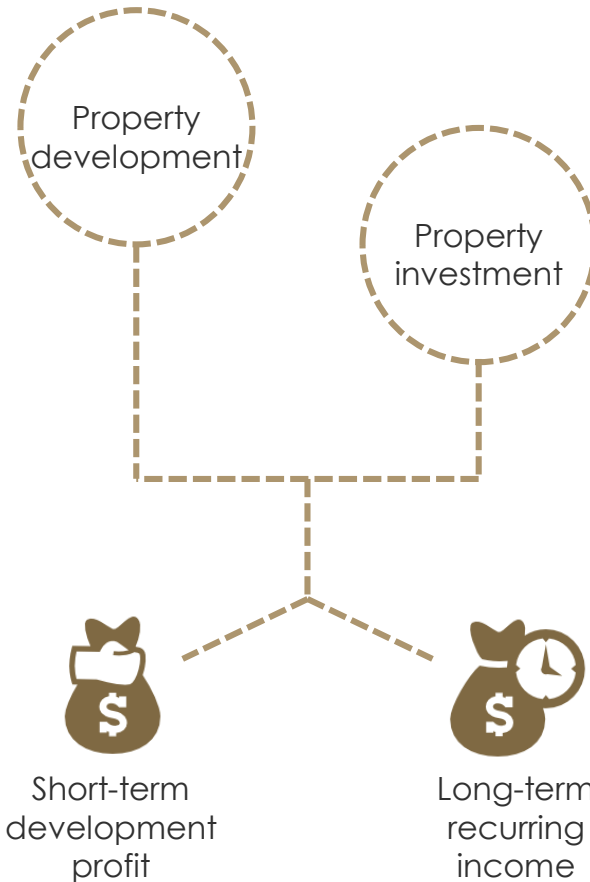 Property
development
Property
investment
$
$
Short-term
development
profit
Long-term
recurring
income